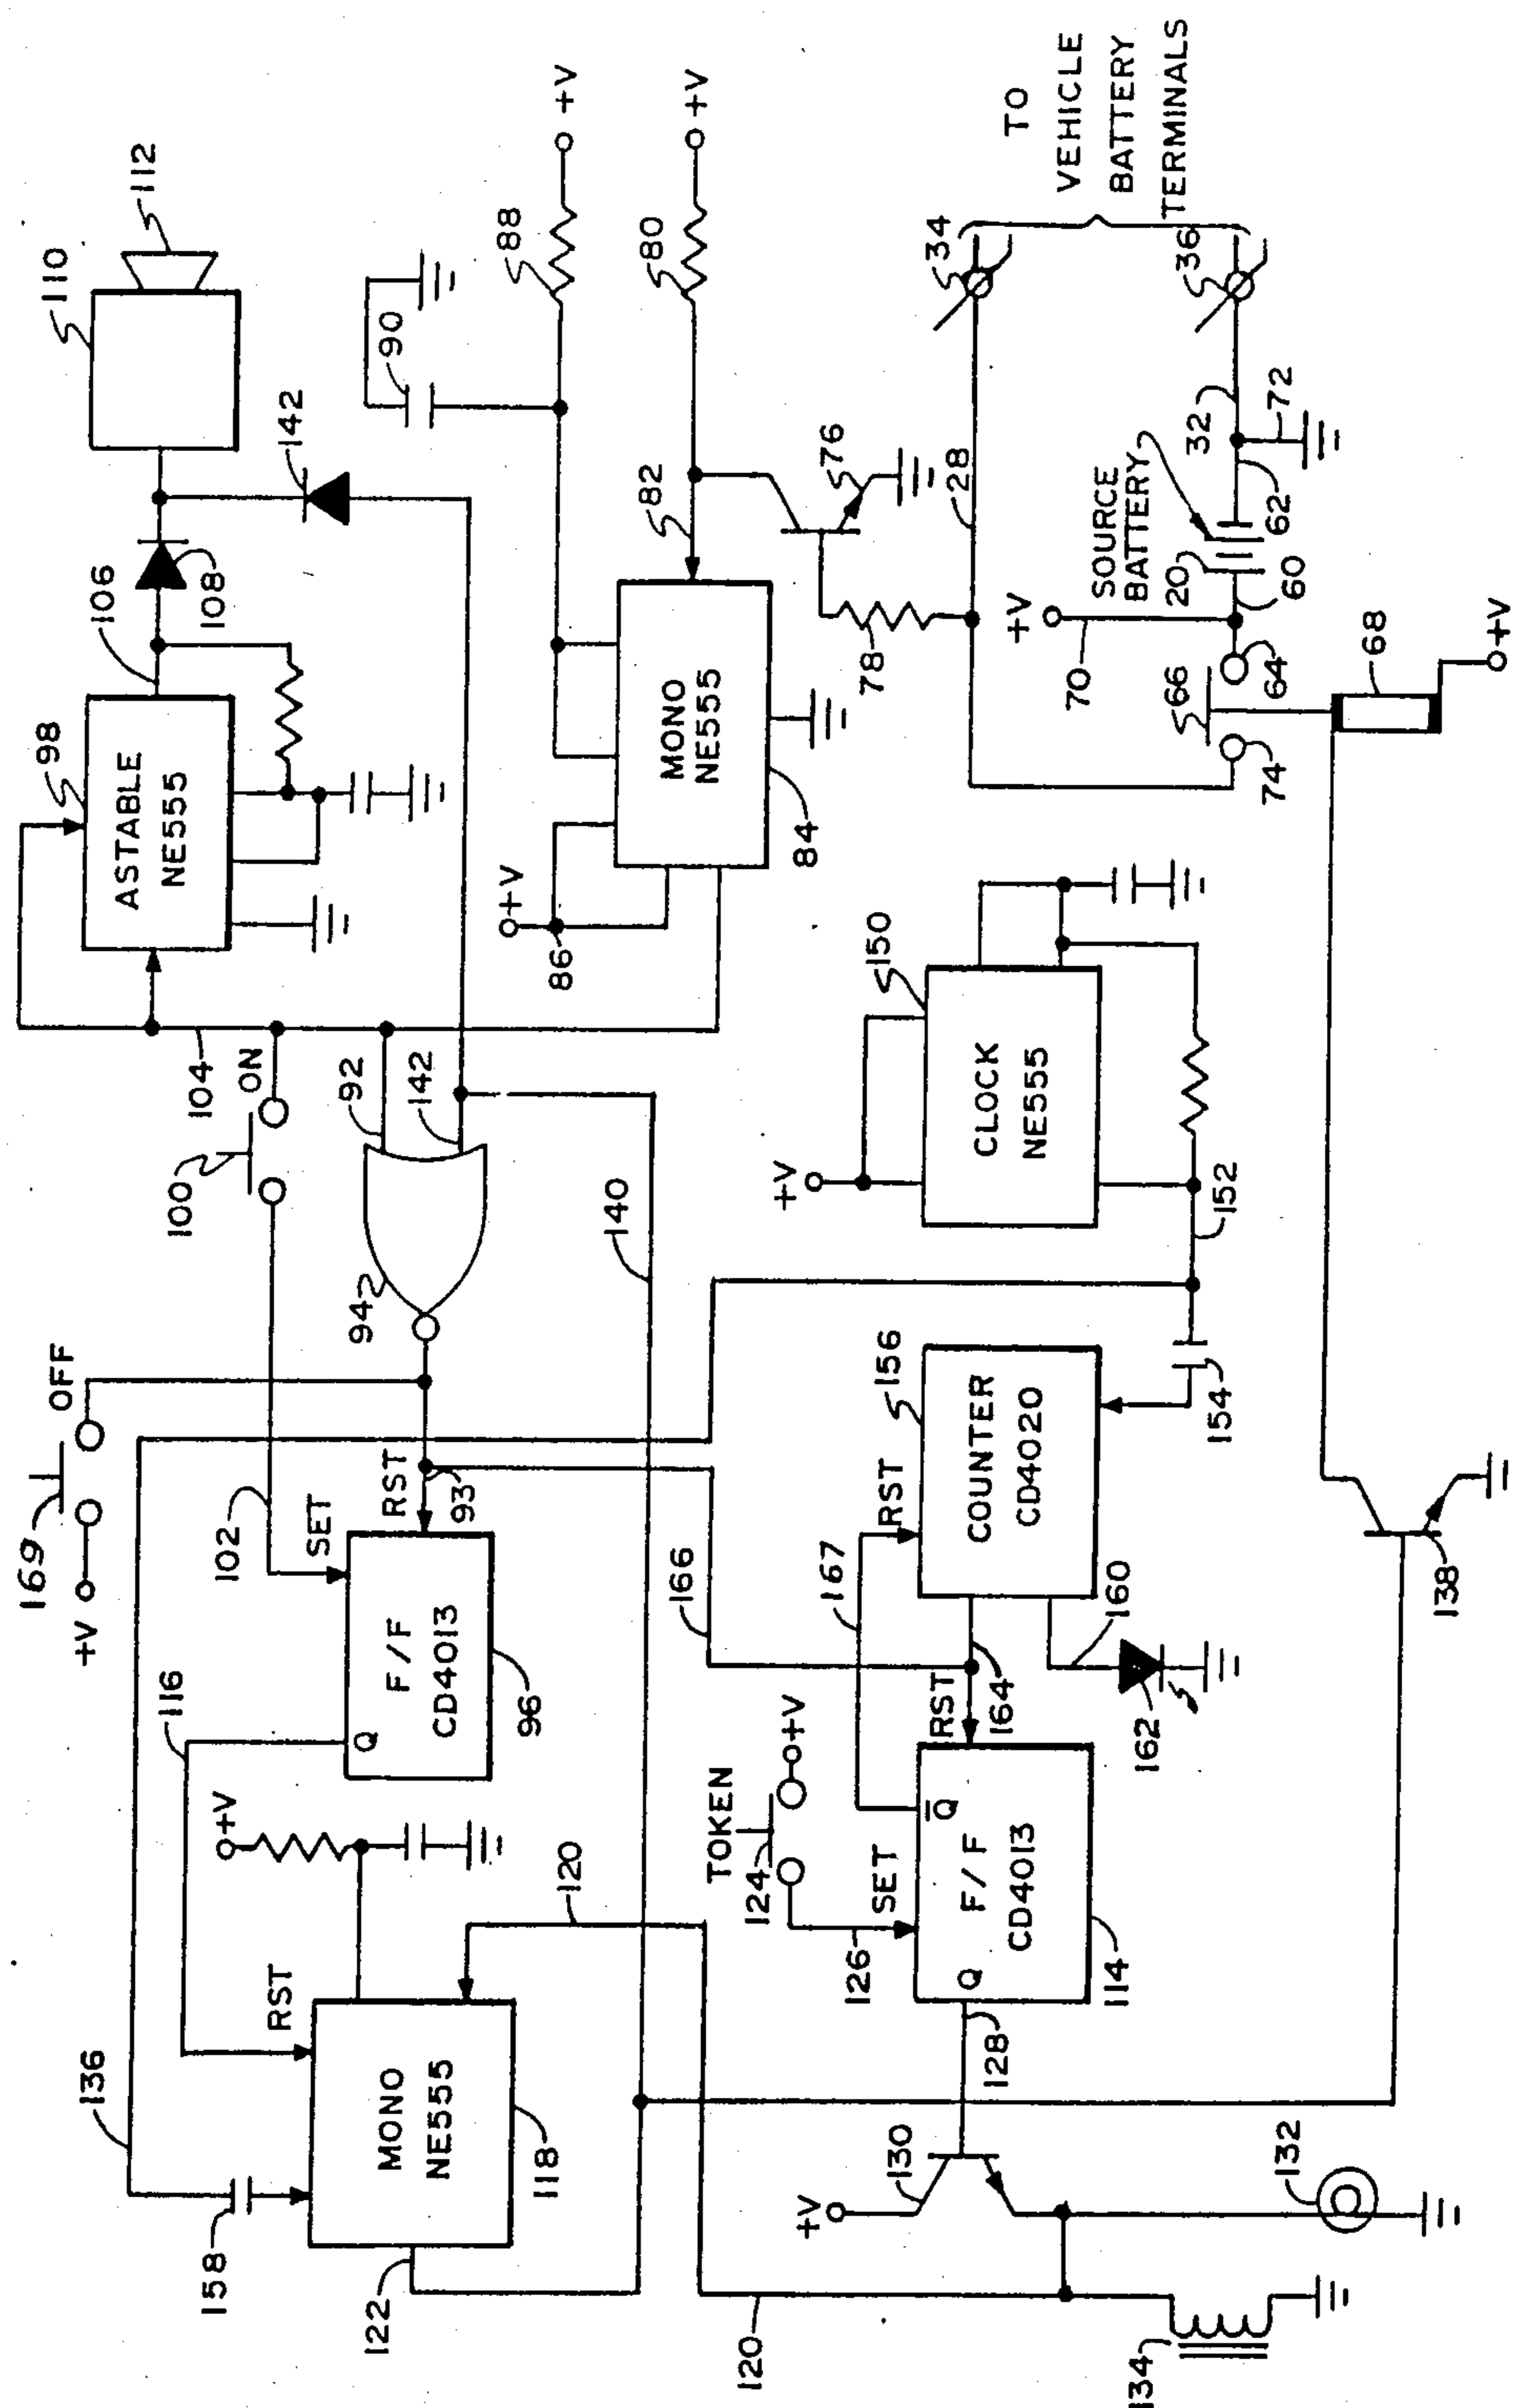 169
+V
OFF
100
ON
104
98
ASTABLE
NE555
106
108
110
112
142
136
158
116
102
SET
RST
93
94
92
142
+V
86
90
88
+V
MONO
NE555
118
RST
122
+V
Q
F/F
CD4013
96
120
140
166
MONO
NE555
84
82
80
+V
76
78
28
34
TO
VEHICLE
BATTERY
TERMINALS
36
32
72
SOURCE
BATTERY
20
60
62
+V
70
66
64
74
68
+V
+V
CLOCK
NE555
150
152
154
156
COUNTER
CD4020
RST
167
160
162
164
RST
TOKEN
124
+V
126
SET
Q
Q̅
F/F
CD4013
114
128
130
+V
132
120
134
138